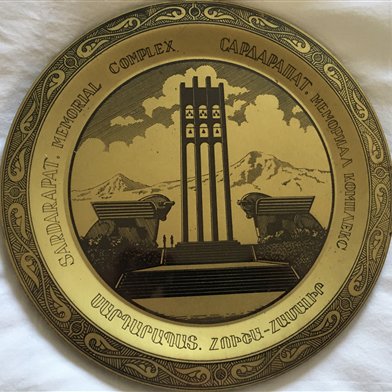 SARDARAPAT. MEMORIAL COMPLEX.
САРДАРАПАТ. МЕМОРИАЛ КОМПЛЕКС.
ՍԱՐԴԱՐԱՊԱՏ. ՀՈՒՇԱ-ՀԱՄԱԼԻՐ